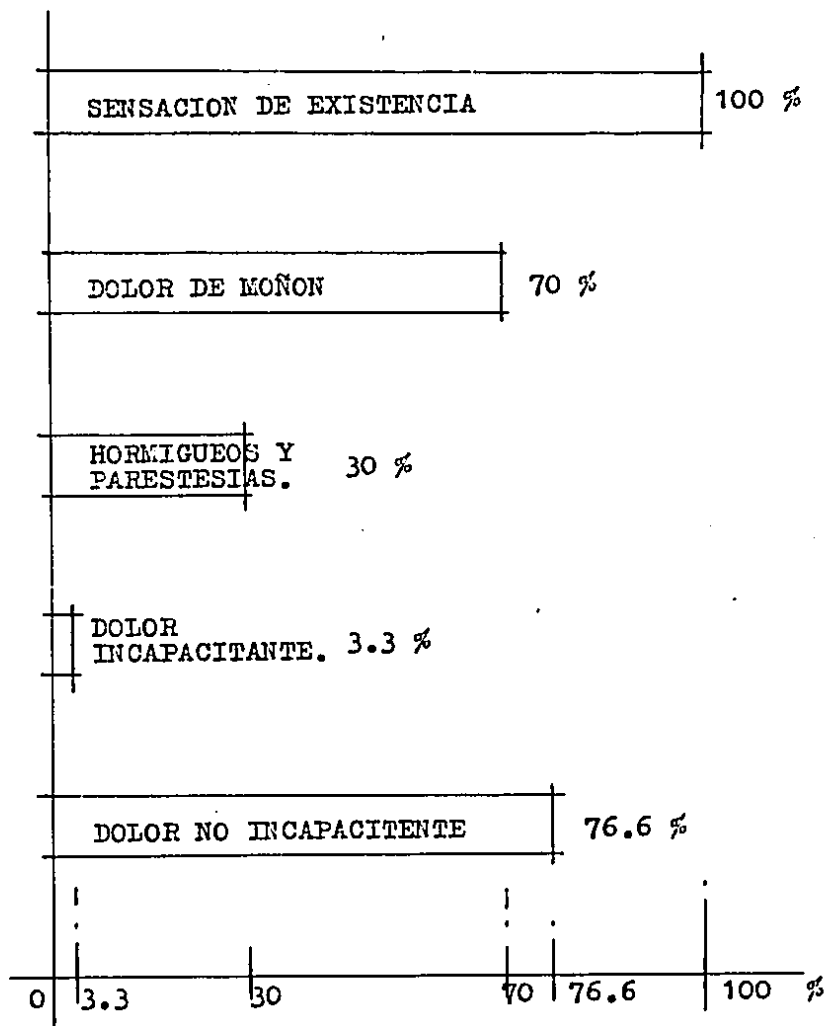 SENSACION DE EXISTENCIA 100 %
DOLOR DE MOÑON 70 %
HORMIGUEOS Y
PARESTESIAS. 30 %
DOLOR
INCAPACITANTE. 3.3 %
DOLOR NO INCAPACITENTE 76.6 %
0 3.3 30 70 76.6 100 %